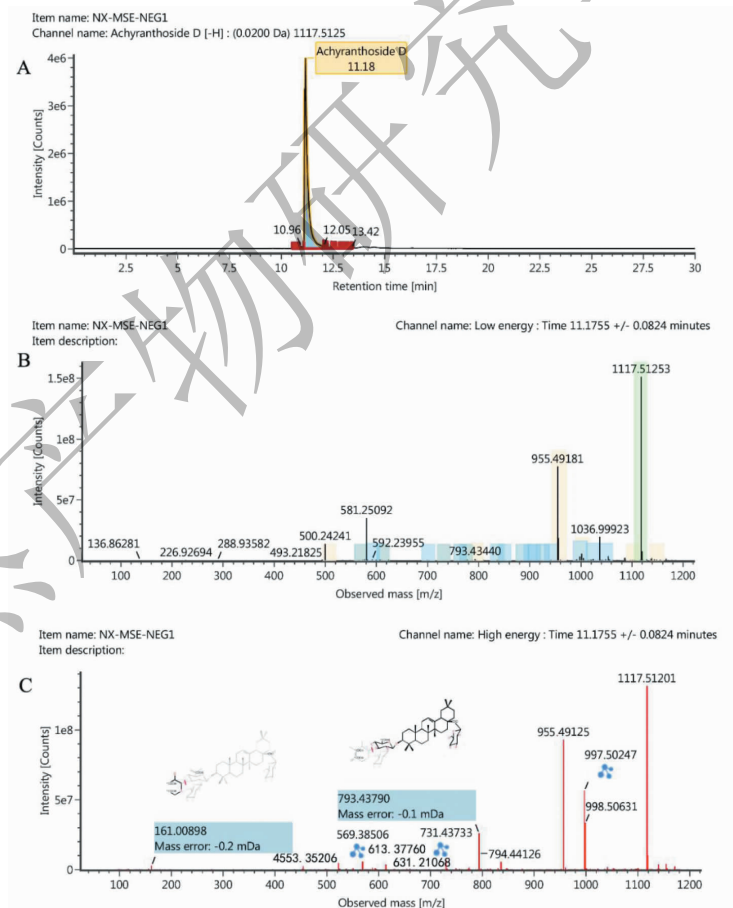 Item name: NX-MSE-NEG1
Channel name: Achyranthoside D [-H] : (0.0200 Da) 1117.5125
A
Achyranthoside D
11.18
4e6
3e6
2e6
1e6
0
Intensity [Counts]
10.96
12.05
13.42
2.5 5 7.5 10 12.5 15 17.5 20 22.5 25 27.5 30
Retention time [min]
Item name: NX-MSE-NEG1
Channel name: Low energy : Time 11.1755 +/- 0.0824 minutes
Item description:
B
1.5e8
1e8
5e7
0
Intensity [Counts]
1117.51253
955.49181
581.25092
1036.99923
500.24241
592.23955
136.86281
288.93582
226.92694
493.21825
793.43440
100 200 300 400 500 600 700 800 900 1000 1100 1200
Observed mass [m/z]
Item name: NX-MSE-NEG1
Channel name: High energy : Time 11.1755 +/- 0.0824 minutes
Item description:
C
1e8
5e7
0
Intensity [Counts]
1117.51201
955.49125
997.50247
998.50631
793.43790
Mass error: -0.1 mDa
161.00898
Mass error: -0.2 mDa
569.38506
731.43733
613.37760
794.44126
4553.35206
631.21068
100 200 300 400 500 600 700 800 900 1000 1100 1200
Observed mass [m/z]
产物研究